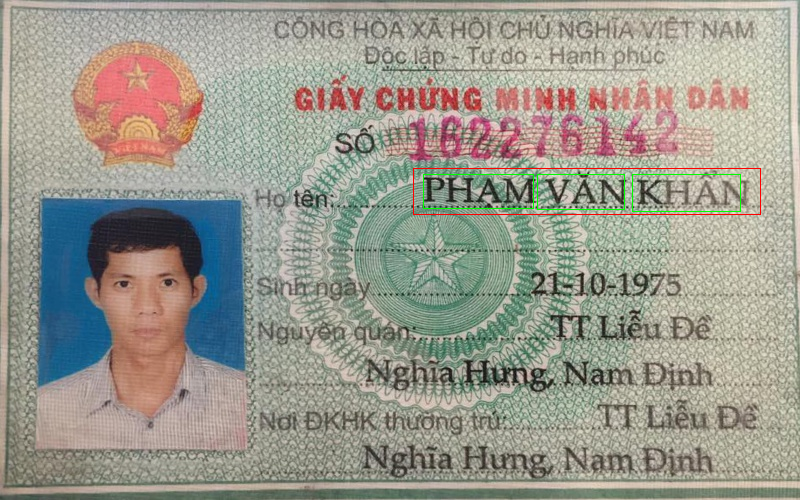 CỘNG HÒA XÃ HỘI CHỦ NGHĨA VIỆT NAM
Độc lập - Tự do - Hạnh phúc
GIẤY CHỨNG MINH NHÂN DÂN
SỐ 162276142
Họ tên: PHẠM VĂN KHẨN
Sinh ngày 21-10-1975
Nguyên quán: TT Liễu Đề
Nghĩa Hưng, Nam Định
Nơi ĐKHK thường trú: TT Liễu Đề
Nghĩa Hưng, Nam Định